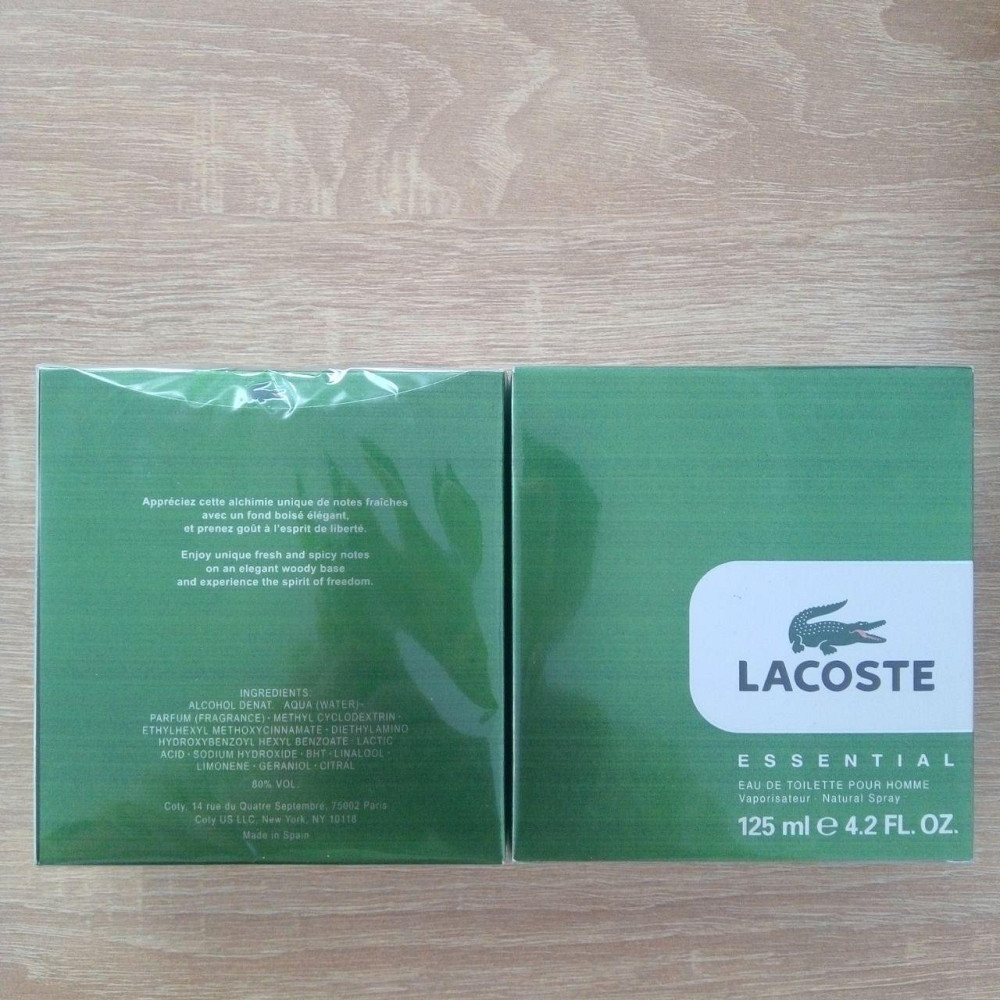 Appréciez cette alchimie unique de notes fraîches
avec un fond boisé élégant,
et prenez goût à l'esprit de liberté.
Enjoy unique fresh and spicy notes
on an elegant woody base
and experience the spirit of freedom.
INGREDIENTS:
ALCOHOL DENAT. AQUA (WATER)-
PARFUM (FRAGRANCE) - METHYL CYCLODEXTRIN -
ETHYLHEXYL METHOXYCINNAMATE - DIETHYLAMINO
HYDROXYBENZOYL HEXYL BENZOATE - LACTIC
ACID - SODIUM HYDROXIDE - BHT - LINALOOL -
LIMONENE - GERANIOL - CITRAL
80% VOL.
Coty, 14 rue du Quatre Septembre, 75002 Paris
Coty US LLC, New York, NY 10118
Made in Spain
LACOSTE
ESSENTIAL
EAU DE TOILETTE POUR HOMME
Vaporisateur · Natural Spray
125 ml ℮ 4.2 FL. OZ.